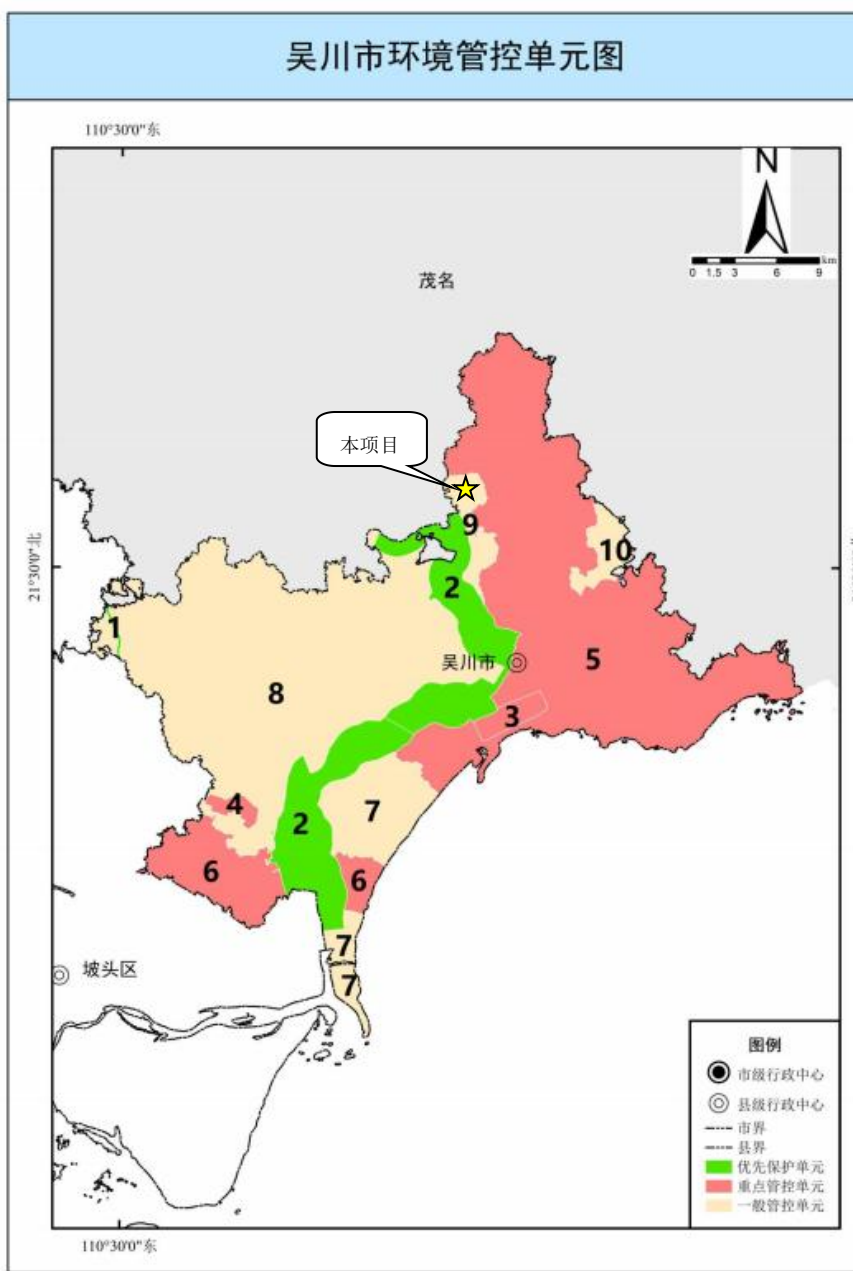 吴川市环境管控单元图
110°30'0"东
N
km
0 1.5 3 6 9
茂名
本项目
21°30'0"北
9
10
2
1
吴川市
5
8
3
4
7
2
6
6
7
坡头区
7
图例
市级行政中心
县级行政中心
市界
县界
优先保护单元
重点管控单元
一般管控单元
110°30'0"东